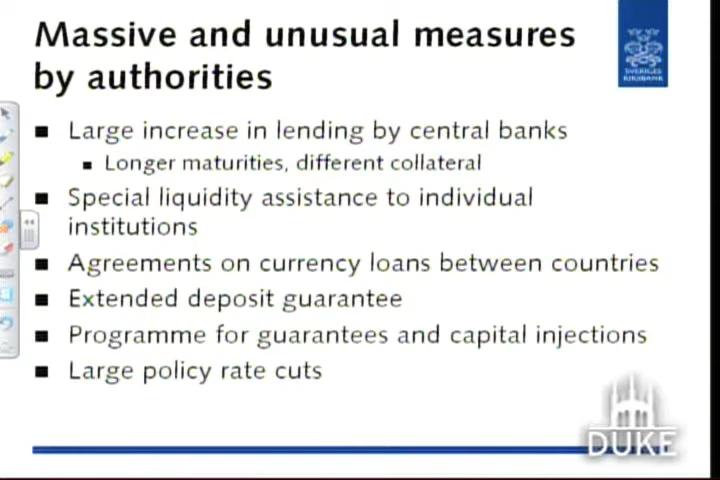 Massive and unusual measures
by authorities
SVERIGES
RIKSBANK
Large increase in lending by central banks
Longer maturities, different collateral
Special liquidity assistance to individual
institutions
Agreements on currency loans between countries
Extended deposit guarantee
Programme for guarantees and capital injections
Large policy rate cuts
DUKE